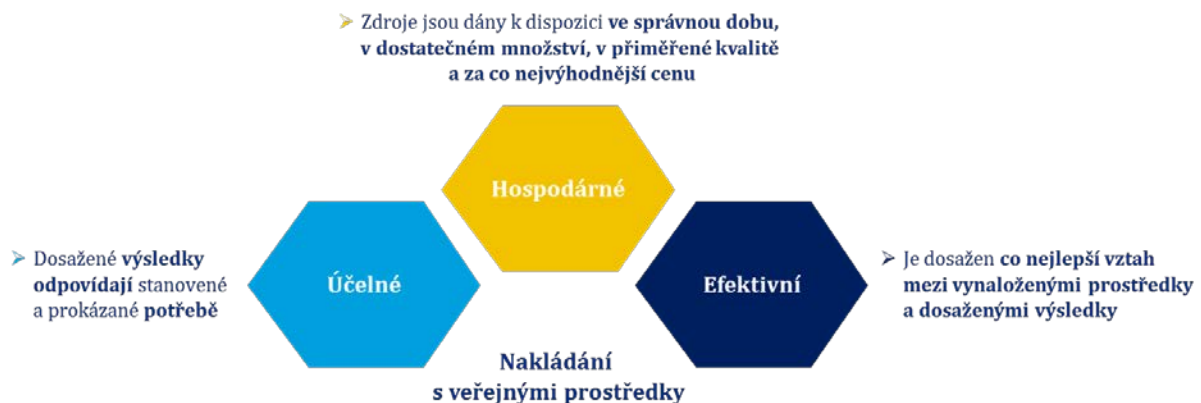 Zdroje jsou dány k dispozici ve správnou dobu,
v dostatečném množství, v přiměřené kvalitě
a za co nejvýhodnější cenu
Hospodárné
Dosažené výsledky
odpovídají stanovené
a prokázané potřebě
Účelné
Efektivní
Je dosažen co nejlepší vztah
mezi vynaloženými prostředky
a dosaženými výsledky
Nakládání
s veřejnými prostředky